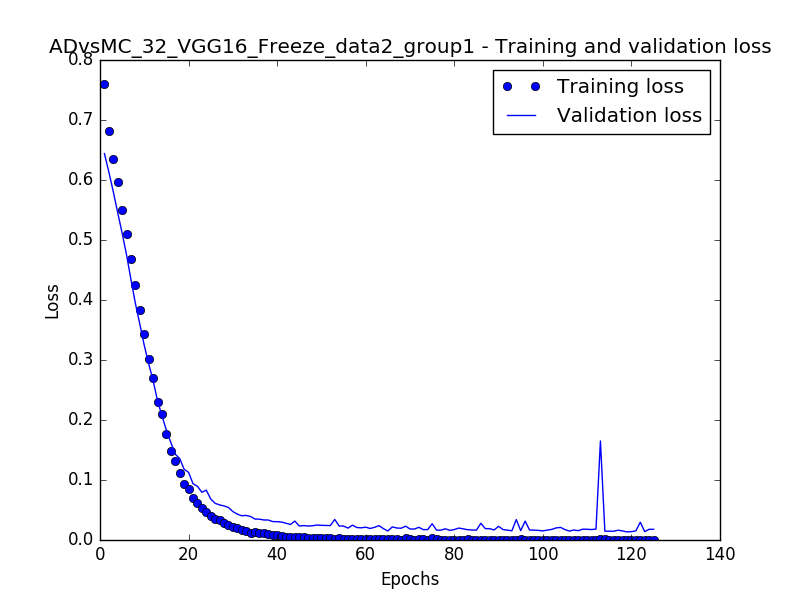 ADvsMC_32_VGG16_Freeze_data2_group1 - Training and validation loss
Training loss
Validation loss
0.8
0.7
0.6
0.5
0.4
0.3
0.2
0.1
0.0
Loss
0 20 40 60 80 100 120 140
Epochs